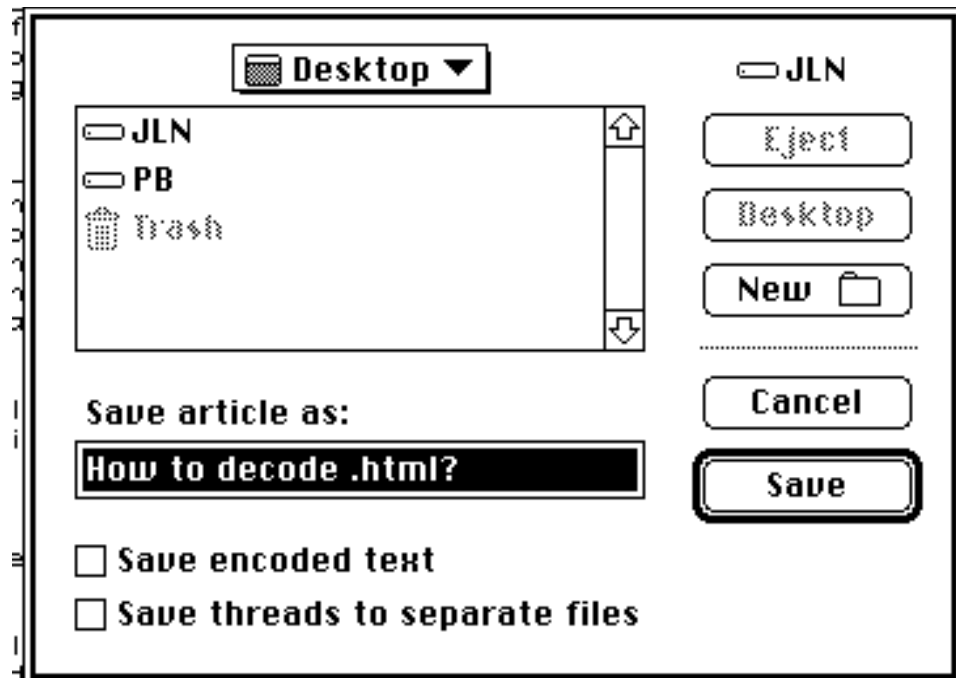 Desktop
JLN
JLN
PB
Trash
Eject
Desktop
New
Save article as:
How to decode .html?
Cancel
Save
Save encoded text
Save threads to separate files